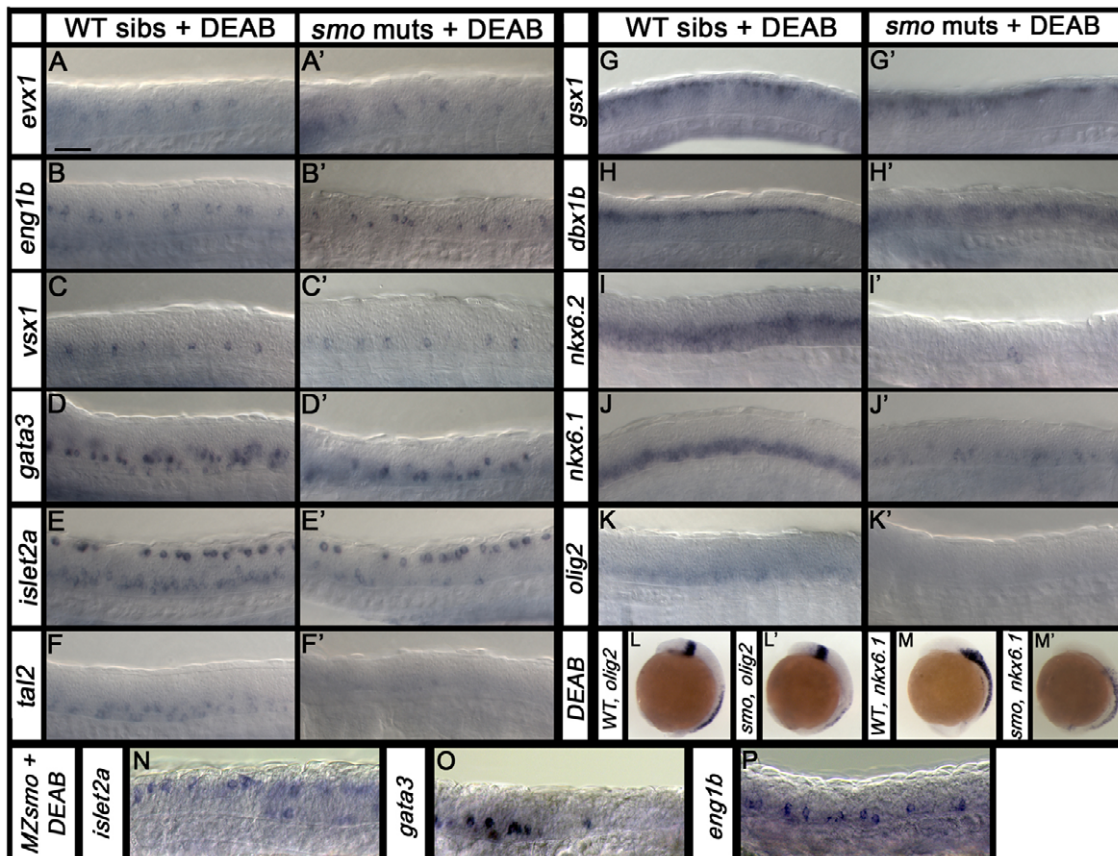 WT sibs + DEAB
smo muts + DEAB
WT sibs + DEAB
smo muts + DEAB
evx1
A
A'
gsx1
G
G'
eng1b
B
B'
dbx1b
H
H'
vsx1
C
C'
nkx6.2
I
I'
gata3
D
D'
nkx6.1
J
J'
islet2a
E
E'
olig2
K
K'
tal2
F
F'
DEAB
WT, olig2
L
smo, olig2
L'
WT, nkx6.1
M
smo, nkx6.1
M'
MZsmo +
DEAB
islet2a
N
gata3
O
eng1b
P